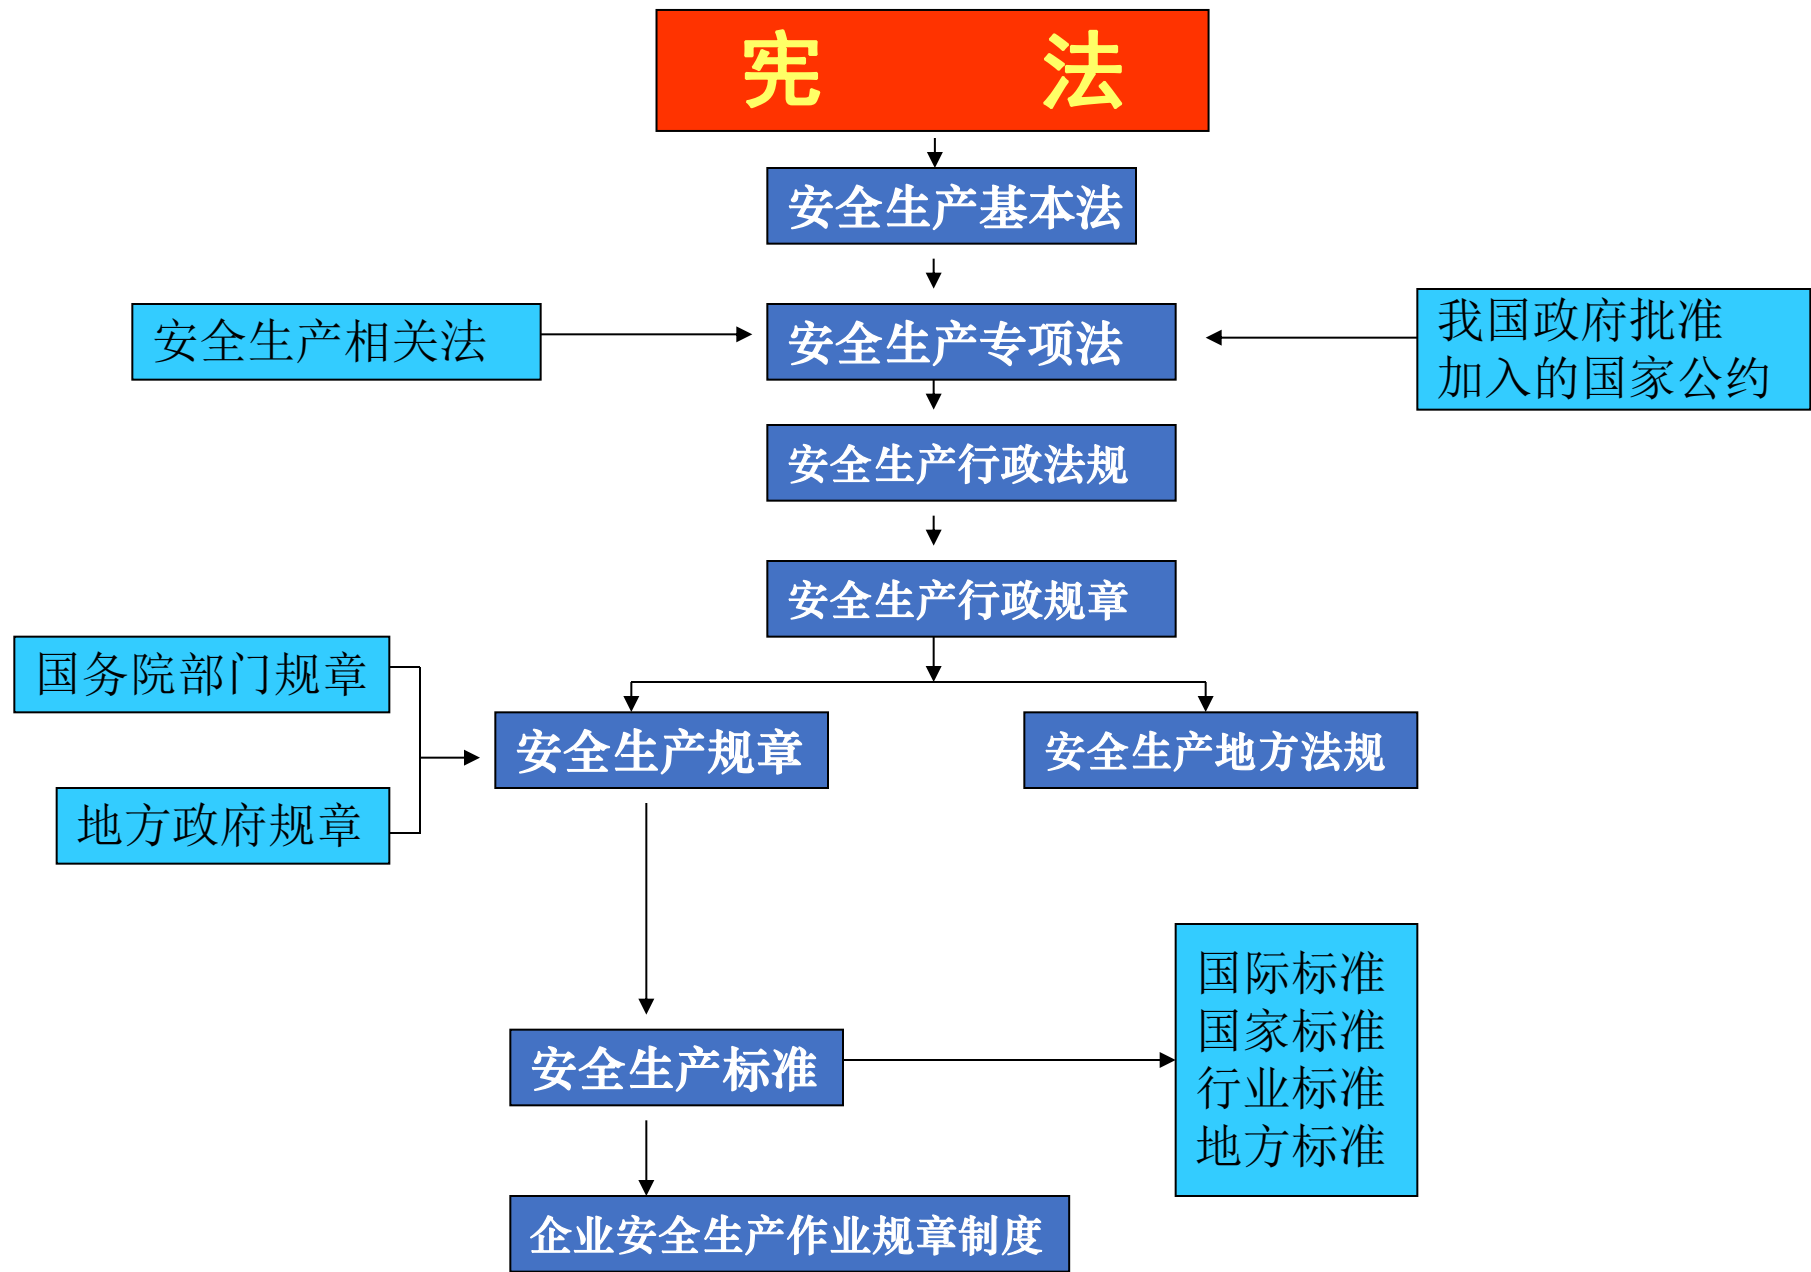 宪 法
安全生产基本法
安全生产相关法
安全生产专项法
我国政府批准
加入的国家公约
安全生产行政法规
安全生产行政规章
国务院部门规章
安全生产规章
安全生产地方法规
地方政府规章
国际标准
国家标准
行业标准
地方标准
安全生产标准
企业安全生产作业规章制度